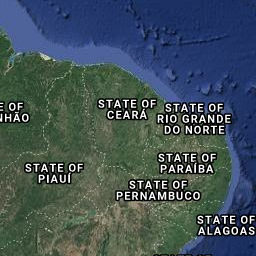 STATE OF
CEARÁ
STATE OF
RIO GRANDE
DO NORTE
E OF
NHÃO
STATE OF
PARAÍBA
STATE OF
PIAUÍ
STATE OF
PERNAMBUCO
STATE OF
ALAGOAS